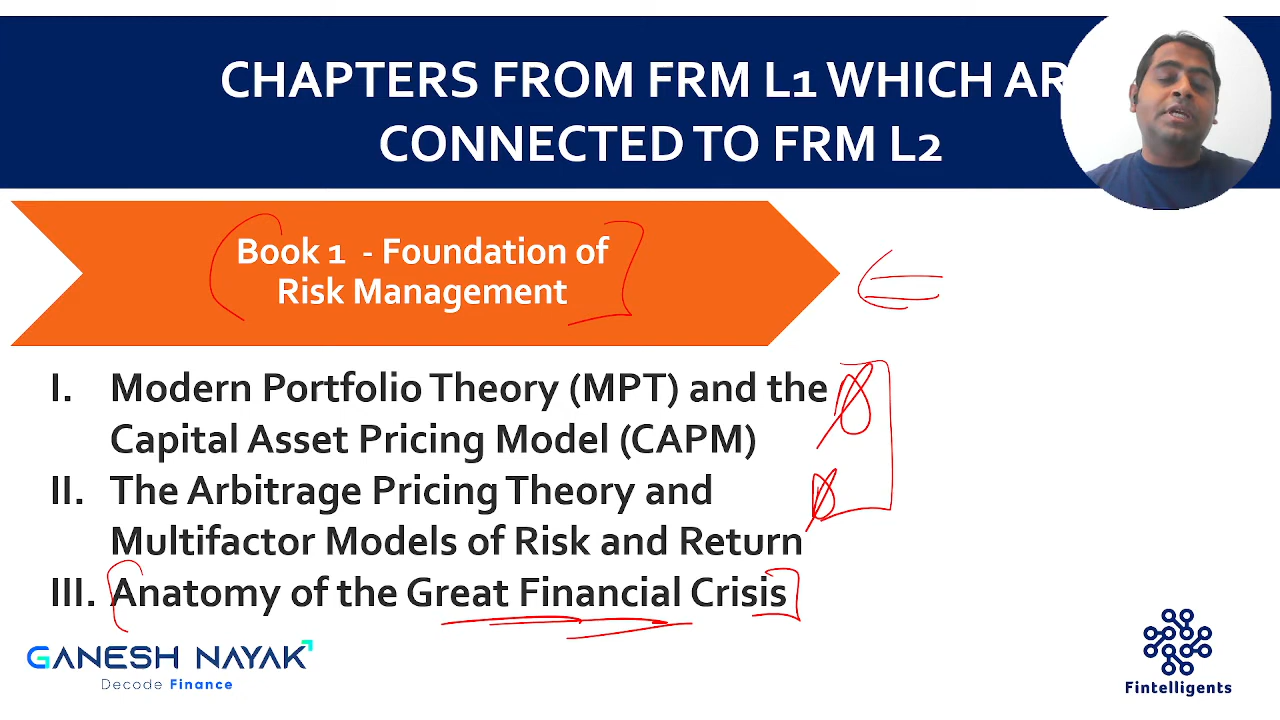 CHAPTERS FROM FRM L1 WHICH AR
CONNECTED TO FRM L2
Book 1 - Foundation of
Risk Management
I. Modern Portfolio Theory (MPT) and the
Capital Asset Pricing Model (CAPM)
II. The Arbitrage Pricing Theory and
Multifactor Models of Risk and Return
III. Anatomy of the Great Financial Crisis
GANESH NAYAK
Decode Finance
Fintelligents